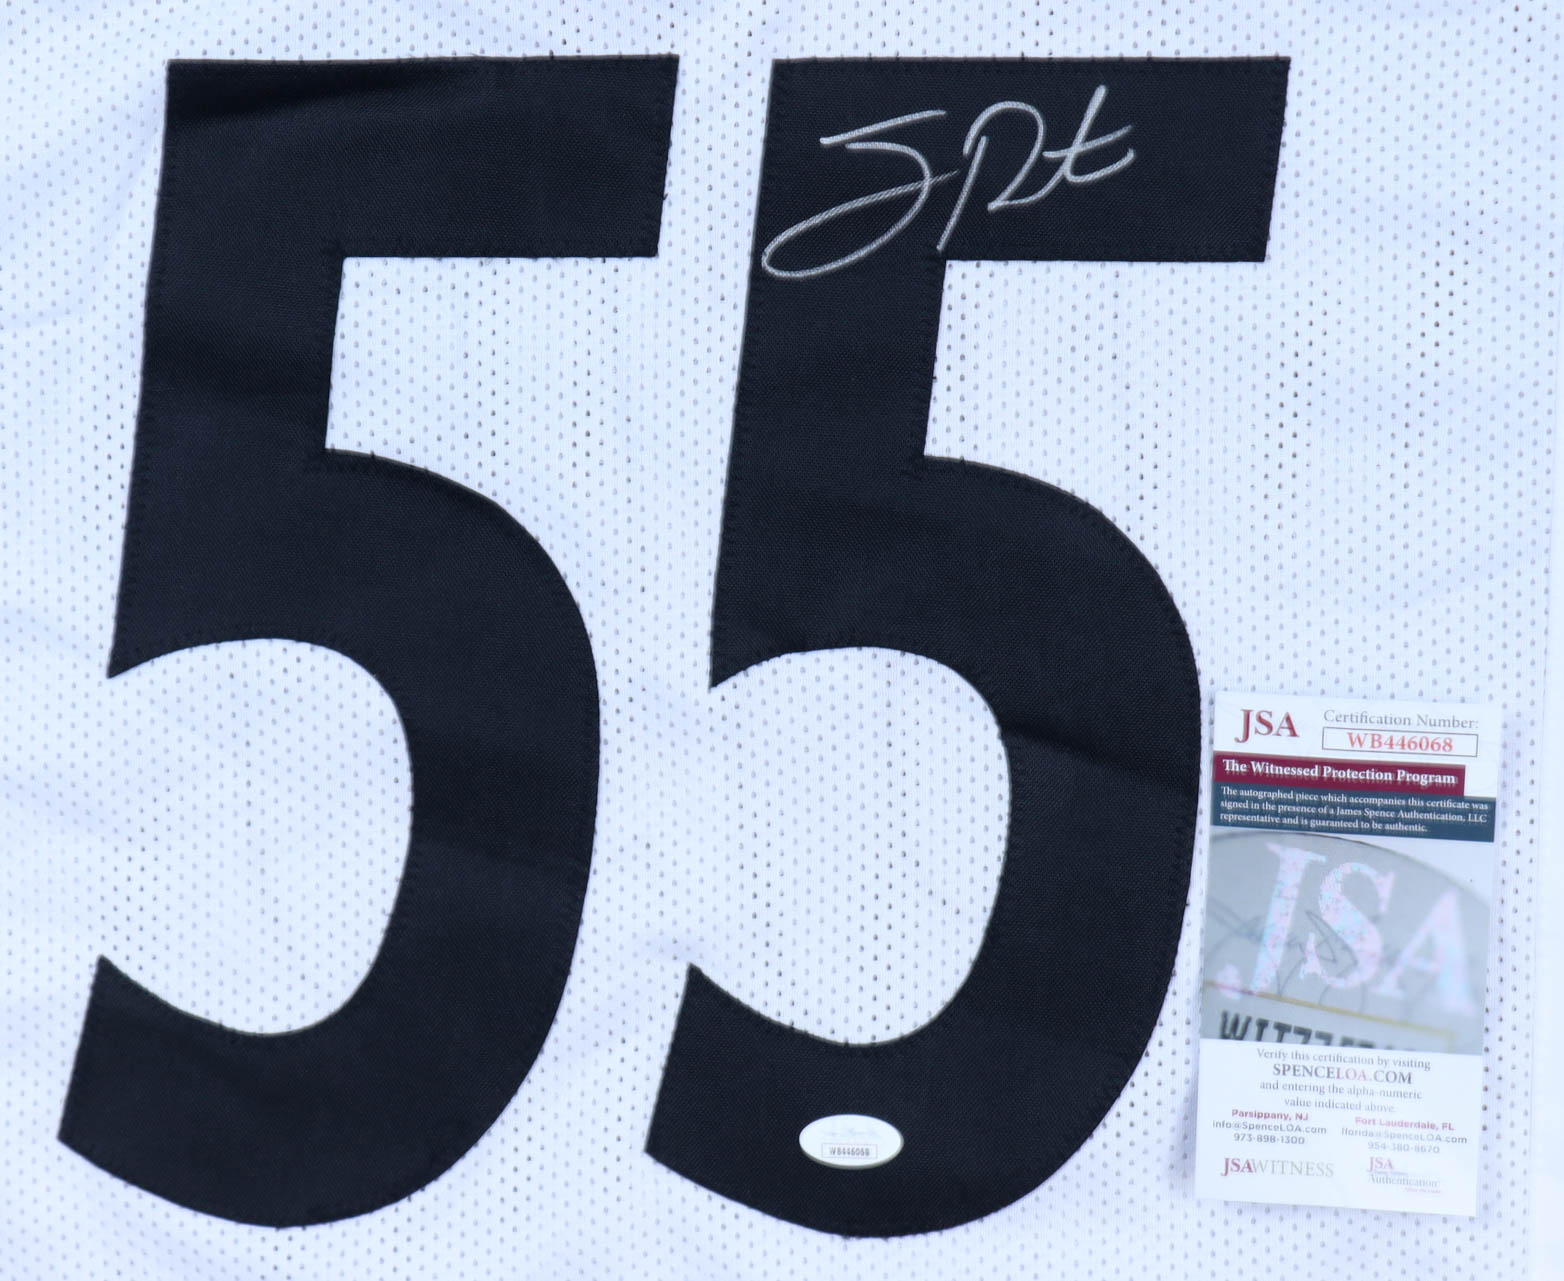 55
JSA
Certification Number:
WB446068
The Witnessed Protection Program
The autographed piece which accompanies this certificate was
signed in the presence of a James Spence Authentication, LLC
representative and is guaranteed to be authentic.
JSA
Verify this certification by visiting
SPENCELOA.COM
and entering the alpha-numeric
value indicated above.
Parsippany, NJ
info@SpenceLOA.com
973-898-1300
Fort Lauderdale, FL
florida@SpenceLOA.com
954-380-8670
JSAWITNESS
JSA
Authentication
WB446068